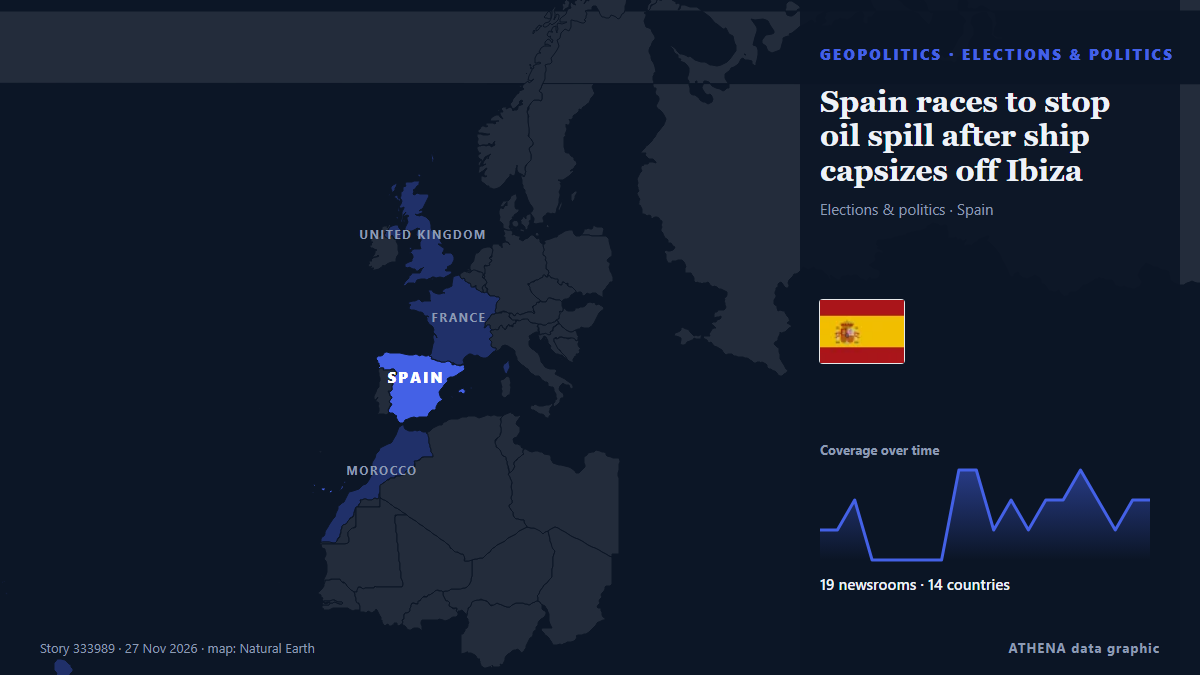 GEOPOLITICS · ELECTIONS & POLITICS
Spain races to stop
oil spill after ship
capsizes off Ibiza
Elections & politics · Spain
UNITED KINGDOM
FRANCE
SPAIN
MOROCCO
Coverage over time
19 newsrooms · 14 countries
Story 333989 · 27 Nov 2026 · map: Natural Earth
ATHENA data graphic